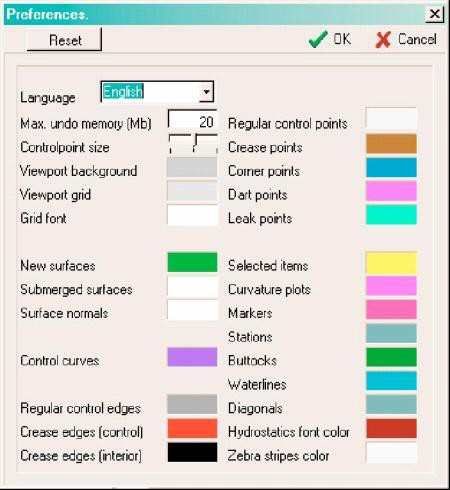 Preferences.
Reset OK Cancel
Language English
Max. undo memory (Mb) 20 Regular control points
Controlpoint size Crease points
Viewport background Corner points
Viewport grid Dart points
Grid font Leak points
New surfaces Selected items
Submerged surfaces Curvature plots
Surface normals Markers
Stations
Control curves Buttocks
Waterlines
Regular control edges Diagonals
Crease edges (control) Hydrostatics font color
Crease edges (interior) Zebra stripes color